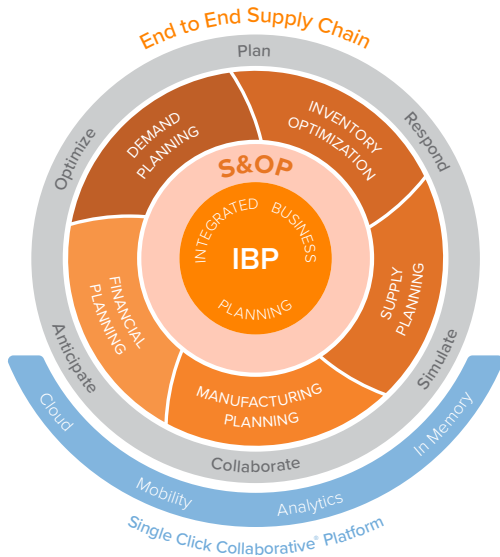 End to End Supply Chain
Plan
Optimize
Respond
DEMAND
PLANNING
INVENTORY
OPTIMIZATION
S&OP
INTEGRATED BUSINESS
IBP
PLANNING
FINANCIAL
PLANNING
SUPPLY
PLANNING
MANUFACTURING
PLANNING
Anticipate
Simulate
Collaborate
Cloud
Mobility
Analytics
In Memory
Single Click Collaborative® Platform